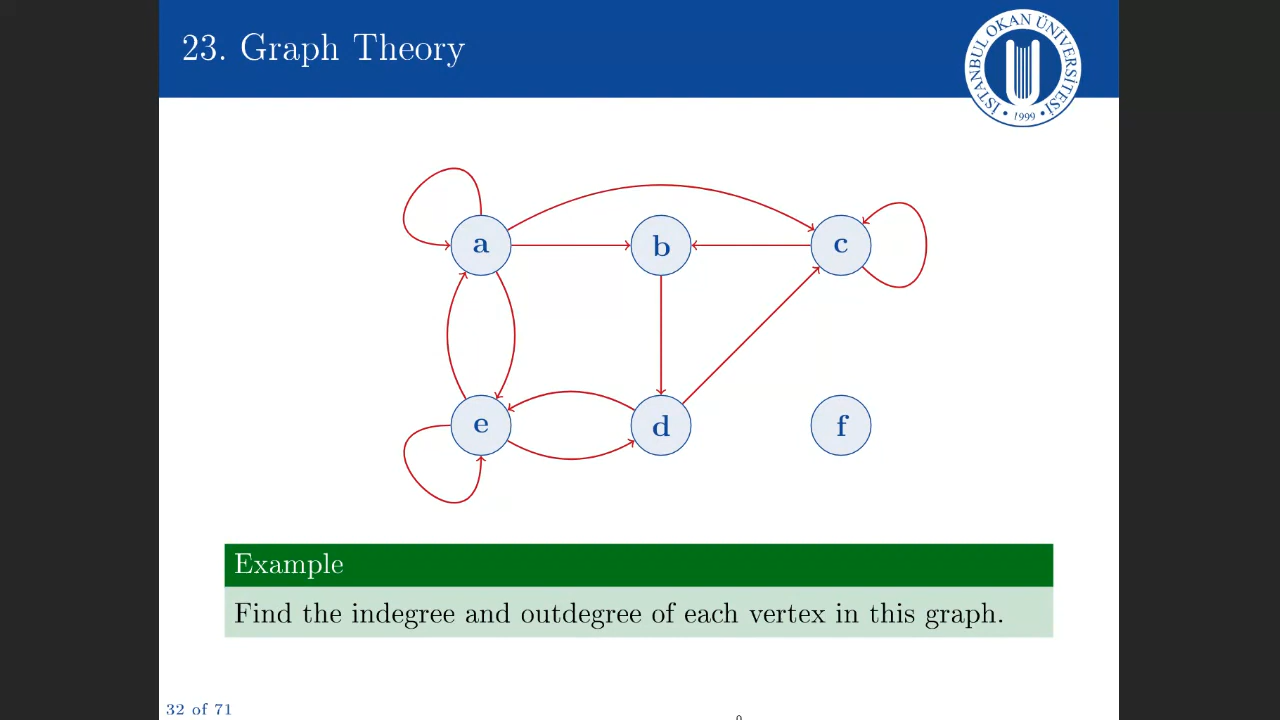 23. Graph Theory
İSTANBUL OKAN ÜNİVERSİTESİ
• 1999 •
a
b
c
e
d
f
Example
Find the indegree and outdegree of each vertex in this graph.
32 of 71